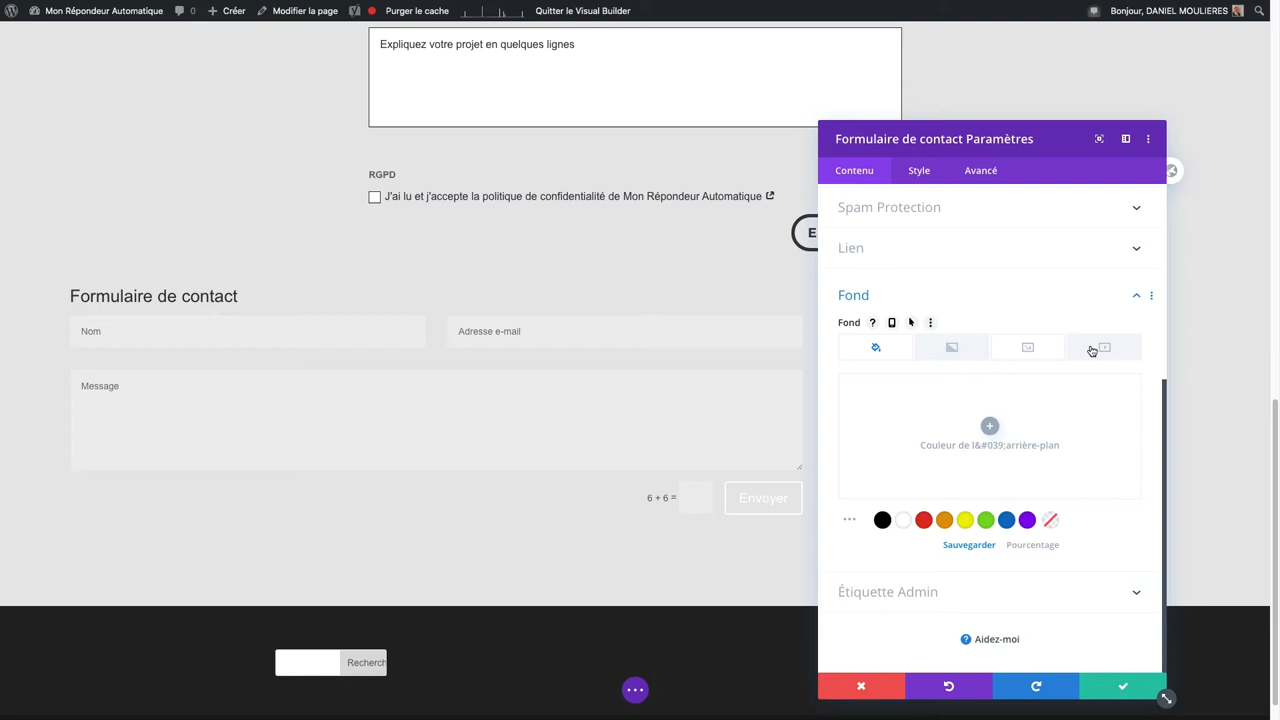 Mon Répondeur Automatique 0 Créer Modifier la page Purger le cache Quitter le Visual Builder Bonjour, DANIEL MOULIERES
Expliquez votre projet en quelques lignes
RGPD
J'ai lu et j'accepte la politique de confidentialité de Mon Répondeur Automatique
E
Formulaire de contact
Nom Adresse e-mail
Message
6 + 6 =
Envoyer
Recherch
Formulaire de contact Paramètres
Contenu Style Avancé
Spam Protection
Lien
Fond
Fond ?
Couleur de l&#039;arrière-plan
Sauvegarder Pourcentage
Étiquette Admin
? Aidez-moi